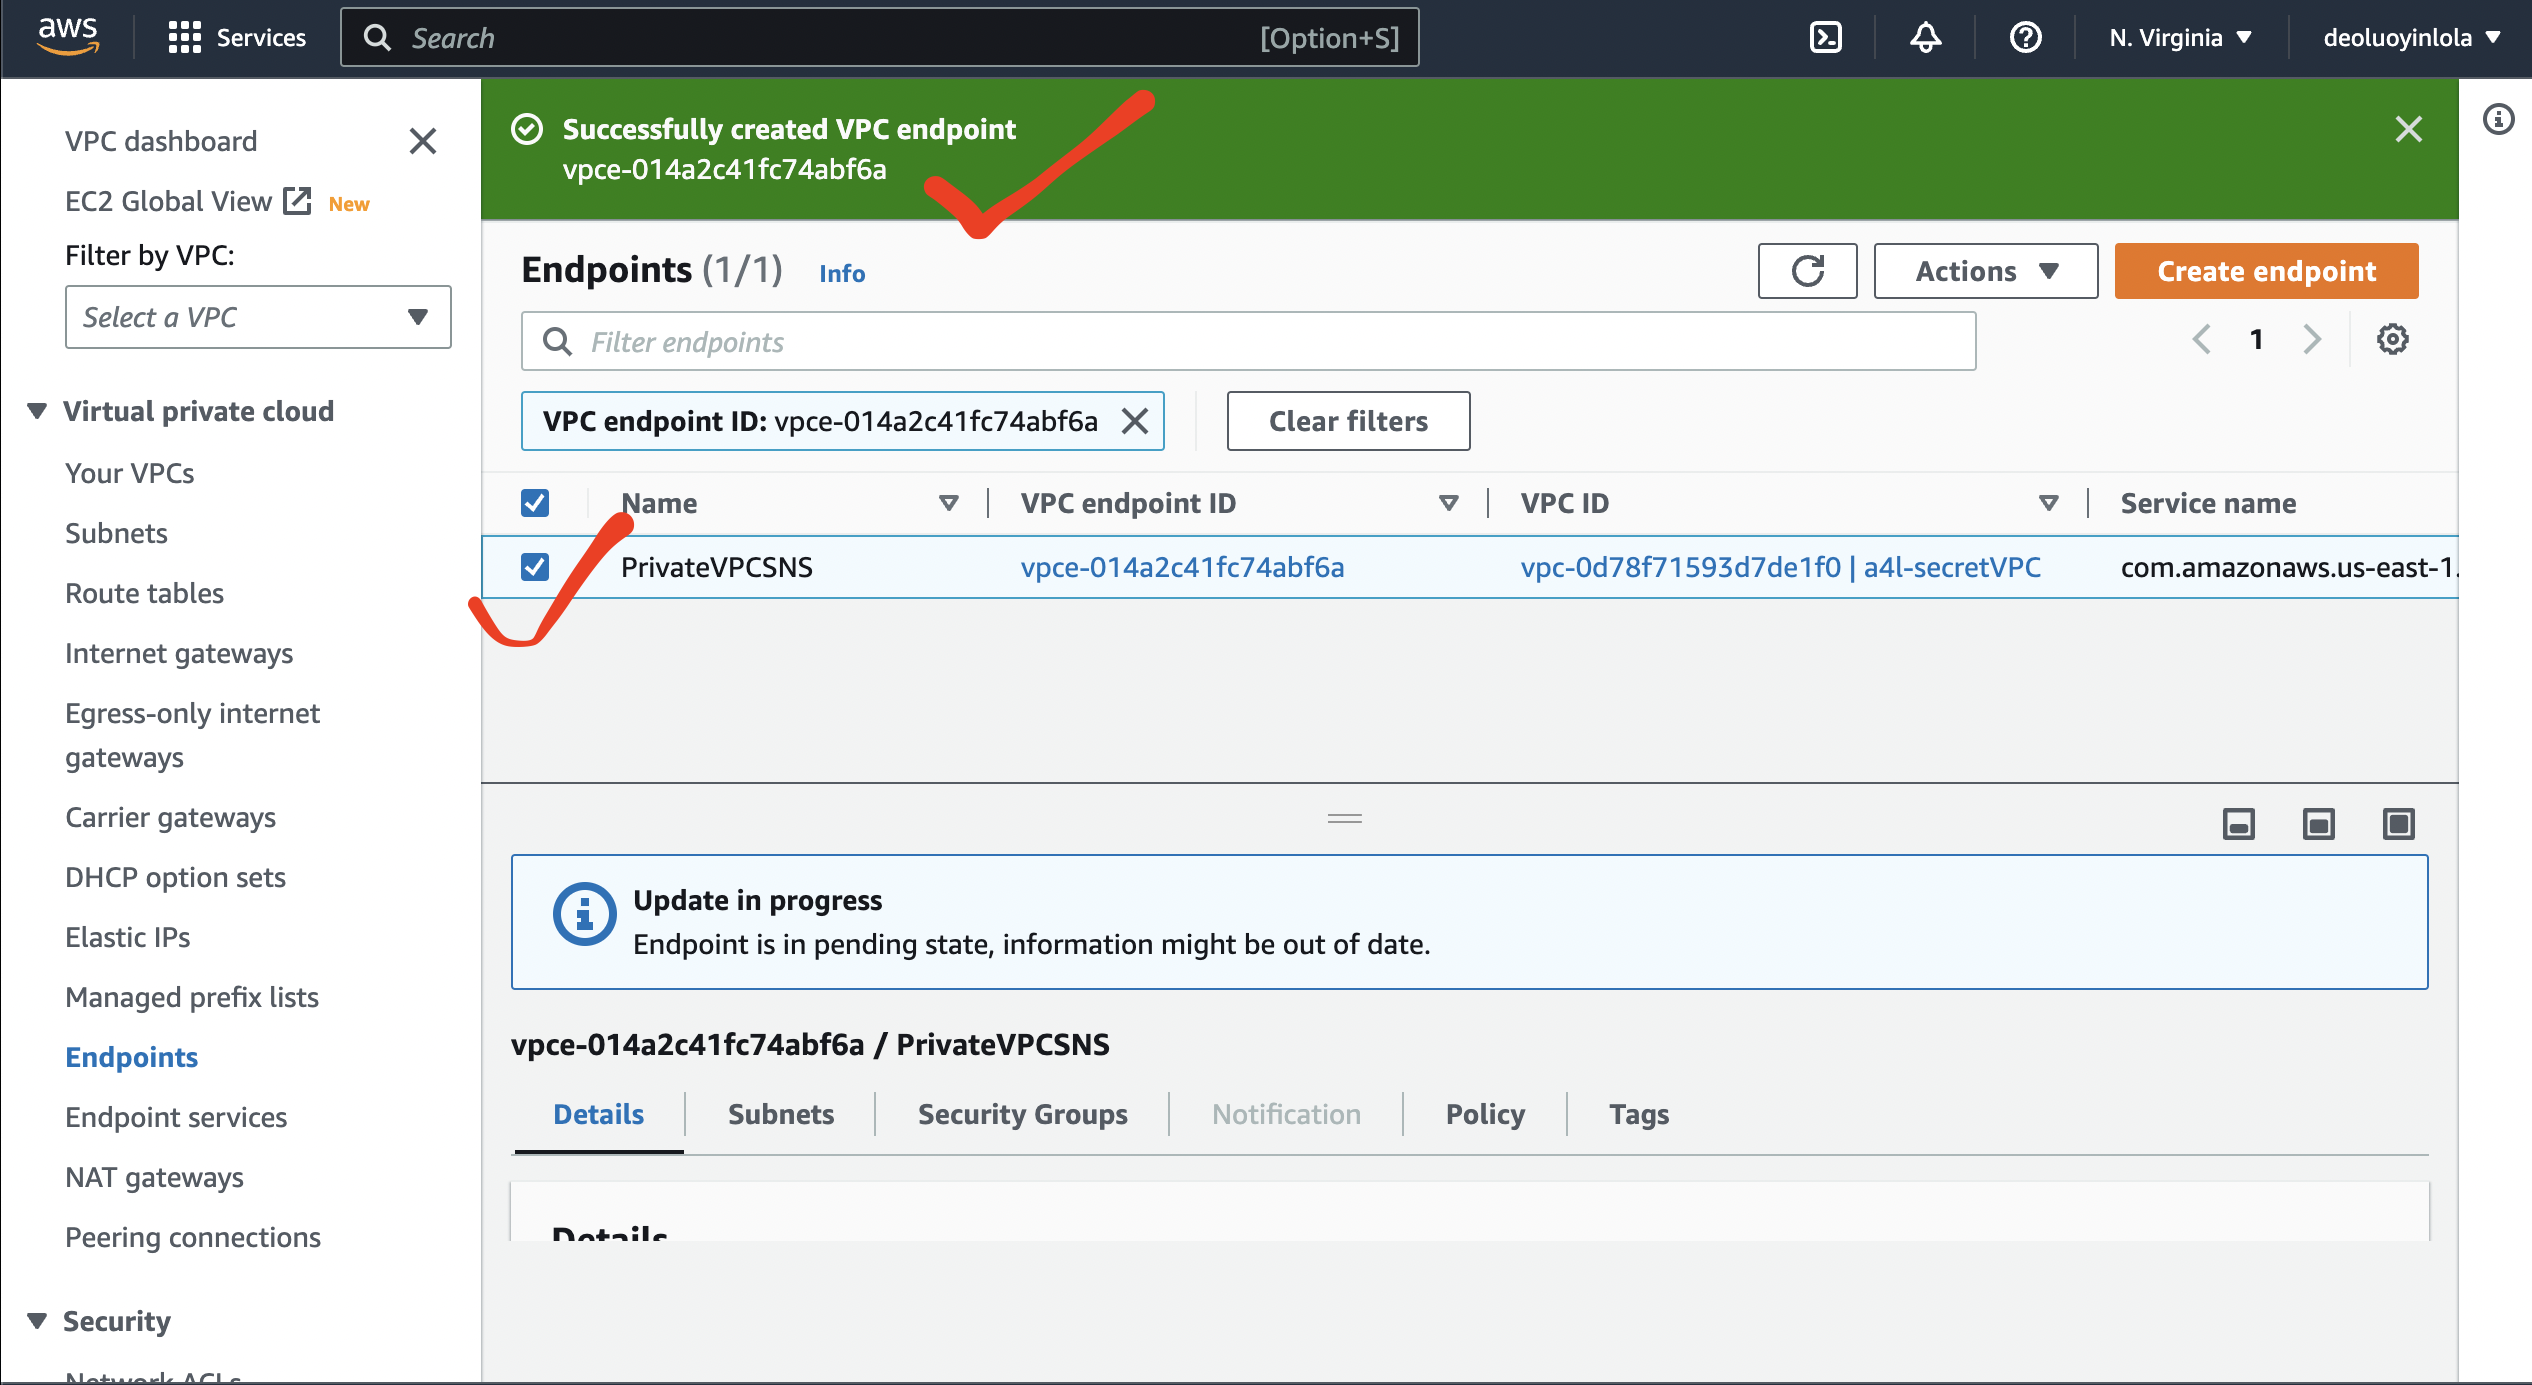 aws
Services
Search
[Option+S]
N. Virginia
deoluoyinlola
VPC dashboard
EC2 Global View
New
Filter by VPC:
Select a VPC
Virtual private cloud
Your VPCs
Subnets
Route tables
Internet gateways
Egress-only internet
gateways
Carrier gateways
DHCP option sets
Elastic IPs
Managed prefix lists
Endpoints
Endpoint services
NAT gateways
Peering connections
Security
Network ACLs
Successfully created VPC endpoint
vpce-014a2c41fc74abf6a
Endpoints (1/1)
Info
Actions
Create endpoint
Filter endpoints
1
VPC endpoint ID: vpce-014a2c41fc74abf6a
Clear filters
Name
VPC endpoint ID
VPC ID
Service name
PrivateVPCSNS
vpce-014a2c41fc74abf6a
vpc-0d78f71593d7de1f0 | a4l-secretVPC
com.amazonaws.us-east-1.
Update in progress
Endpoint is in pending state, information might be out of date.
vpce-014a2c41fc74abf6a / PrivateVPCSNS
Details
Subnets
Security Groups
Notification
Policy
Tags
Details